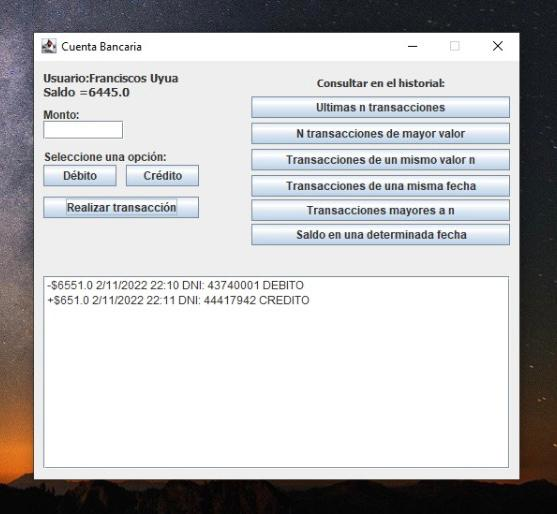 Cuenta Bancaria
Usuario:Franciscos Uyua
Saldo =6445.0
Monto:
Seleccione una opción:
Débito
Crédito
Realizar transacción
Consultar en el historial:
Ultimas n transacciones
N transacciones de mayor valor
Transacciones de un mismo valor n
Transacciones de una misma fecha
Transacciones mayores a n
Saldo en una determinada fecha
-$6551.0 2/11/2022 22:10 DNI: 43740001 DEBITO
+$651.0 2/11/2022 22:11 DNI: 44417942 CREDITO